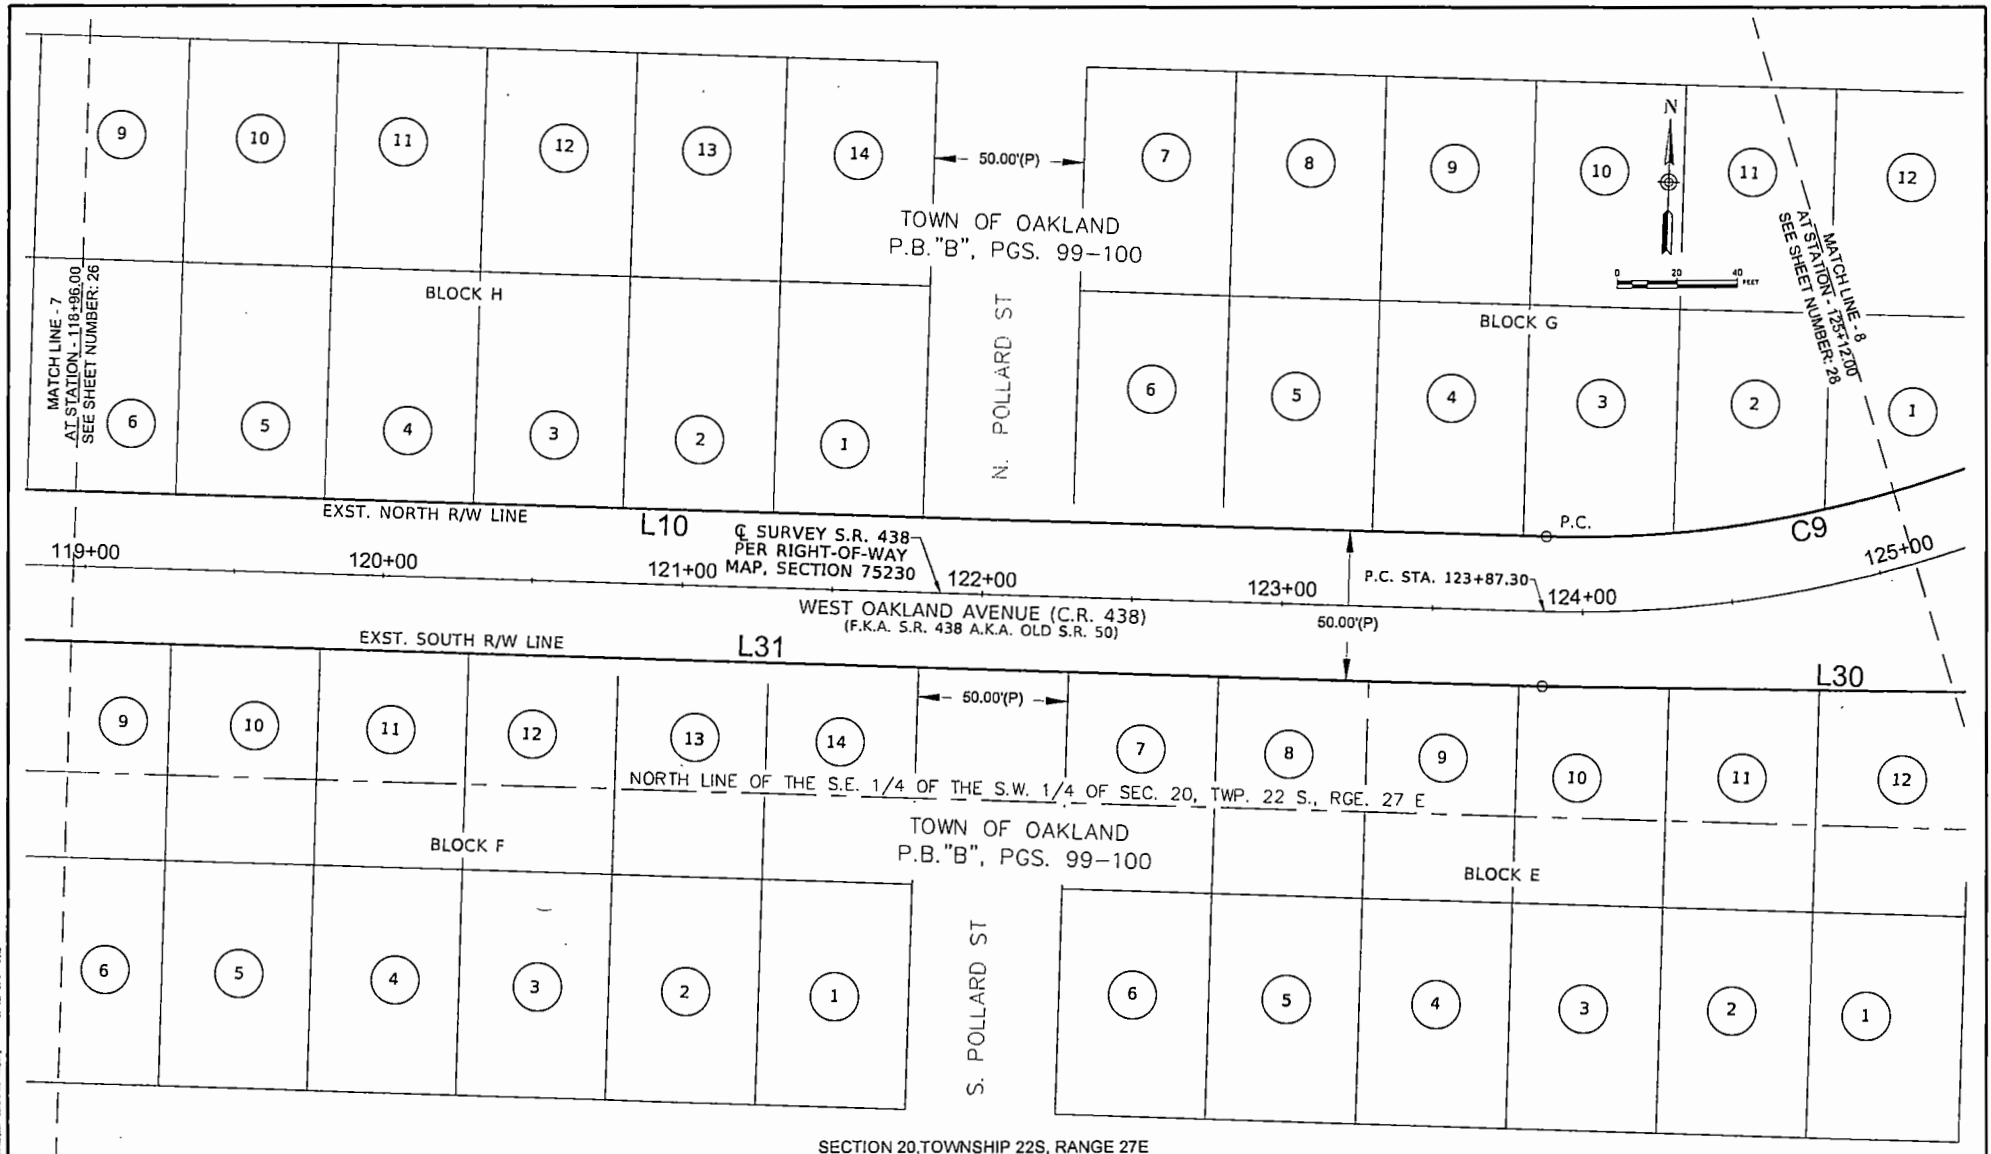 9
10
11
12
13
14
50.00'(P)
7
8
9
10
11
12
N
TOWN OF OAKLAND
P.B."B", PGS. 99-100
0 20 40 FEET
MATCH LINE - 7
AT STATION - 118+96.00
SEE SHEET NUMBER: 26
BLOCK H
BLOCK G
MATCH LINE - 8
AT STATION - 125+12.00
SEE SHEET NUMBER: 28
N. POLLARD ST
6
5
4
3
2
1
6
5
4
3
2
1
EXST. NORTH R/W LINE
L10
℄ SURVEY S.R. 438
PER RIGHT-OF-WAY
MAP, SECTION 75230
P.C.
C9
119+00
120+00
121+00
122+00
123+00
P.C. STA. 123+87.30
124+00
125+00
WEST OAKLAND AVENUE (C.R. 438)
(F.K.A. S.R. 438 A.K.A. OLD S.R. 50)
50.00'(P)
EXST. SOUTH R/W LINE
L31
L30
9
10
11
12
13
14
50.00'(P)
7
8
9
10
11
12
NORTH LINE OF THE S.E. 1/4 OF THE S.W. 1/4 OF SEC. 20, TWP. 22 S., RGE. 27 E
TOWN OF OAKLAND
P.B."B", PGS. 99-100
BLOCK F
BLOCK E
S. POLLARD ST
6
5
4
3
2
1
6
5
4
3
2
1
SECTION 20,TOWNSHIP 22S, RANGE 27E